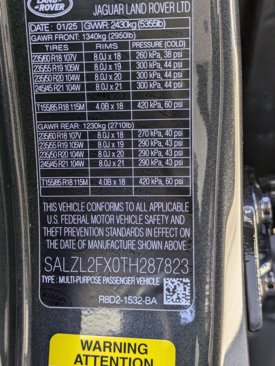 LAND ROVER
JAGUAR LAND ROVER LTD
DATE : 01/25 GVWR: 2430kg (5355lb)
GAWR FRONT: 1340kg (2950lb)
TIRES RIMS PRESSURE (COLD)
235/60 R18 107V 8.0J x 18 260 kPA, 38 psi
235/55 R19 105W 8.0J x 19 300 kPA, 44 psi
235/50 R20 104W 8.0J x 20 300 kPA, 44 psi
245/45 R21 104W 8.0J x 21 300 kPA, 44 psi
T155/85 R18 115M 4.0B x 18 420 kPa, 60 psi
GAWR REAR: 1230kg (2710lb)
235/60 R18 107V 8.0J x 18 270 kPA, 40 psi
235/55 R19 105W 8.0J x 19 290 kPA, 43 psi
235/50 R20 104W 8.0J x 20 290 kPA, 43 psi
245/45 R21 104W 8.0J x 21 290 kPA, 43 psi
T155/85 R18 115M 4.0B x 18 420 kPa, 60 psi
THIS VEHICLE CONFORMS TO ALL APPLICABLE
U.S. FEDERAL MOTOR VEHICLE SAFETY AND
THEFT PREVENTION STANDARDS IN EFFECT ON
THE DATE OF MANUFACTURE SHOWN ABOVE
SALZL2FX0TH287823
TYPE : MULTI-PURPOSE PASSENGER VEHICLE
R8D2-1532-BA
WARNING
ATTENTION